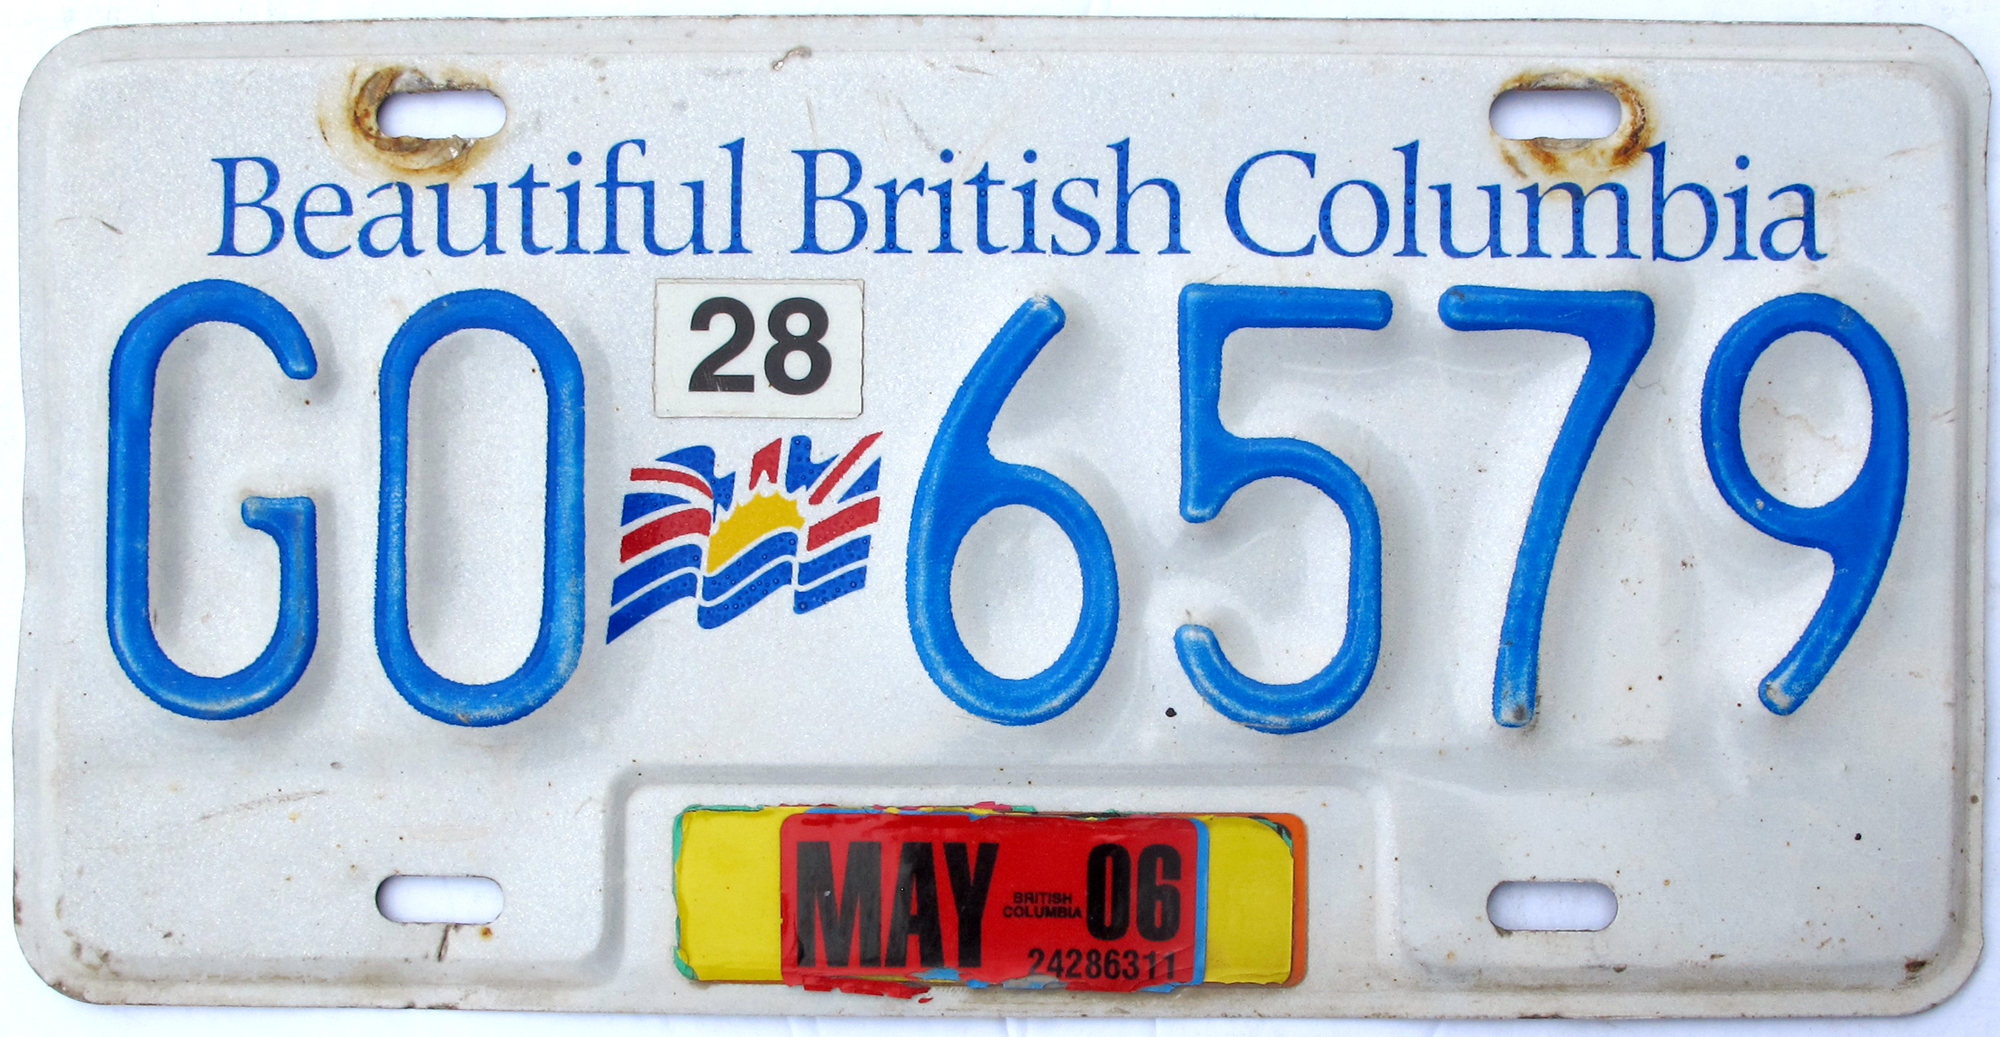 Beautiful British Columbia
28
GO 6579
MAY BRITISH COLUMBIA 06
24286311